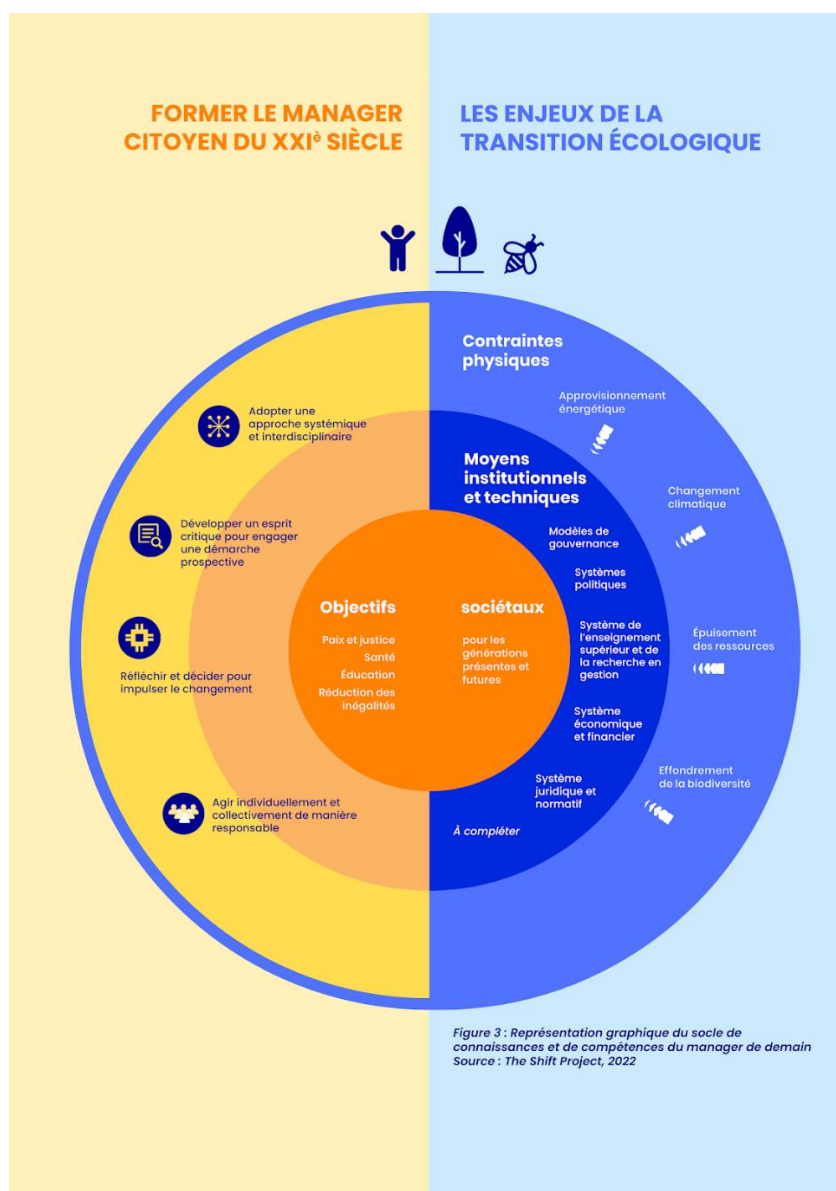 FORMER LE MANAGER
CITOYEN DU XXIè SIÈCLE
LES ENJEUX DE LA
TRANSITION ÉCOLOGIQUE
Contraintes
physiques
Approvisionnement
énergétique
Changement
climatique
Épuisement
des ressources
Effondrement
de la biodiversité
Moyens
institutionnels
et techniques
Modèles de
gouvernance
Systèmes
politiques
Système de
l'enseignement
supérieur et de
la recherche en
gestion
Système
économique
et financier
Système
juridique et
normatif
À compléter
Adopter une
approche systémique
et interdisciplinaire
Développer un esprit
critique pour engager
une démarche
prospective
Réfléchir et décider pour
impulser le changement
Agir individuellement et
collectivement de manière
responsable
Objectifs sociétaux
Paix et justice
Santé
Éducation
Réduction des
inégalités
pour les
générations
présentes et
futures
Figure 3 : Représentation graphique du socle de
connaissances et de compétences du manager de demain
Source : The Shift Project, 2022